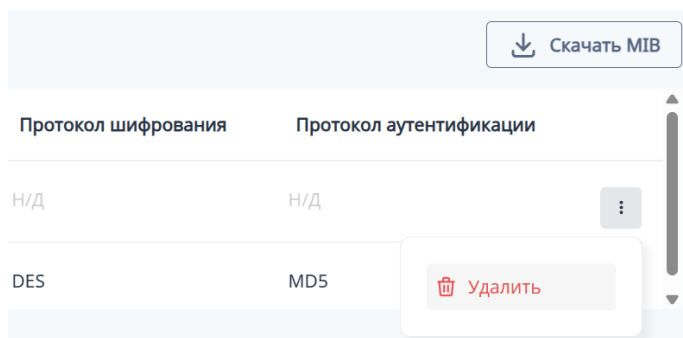 Скачать MIB
Протокол шифрования Протокол аутентификации
Н/Д Н/Д
DES MD5
Удалить